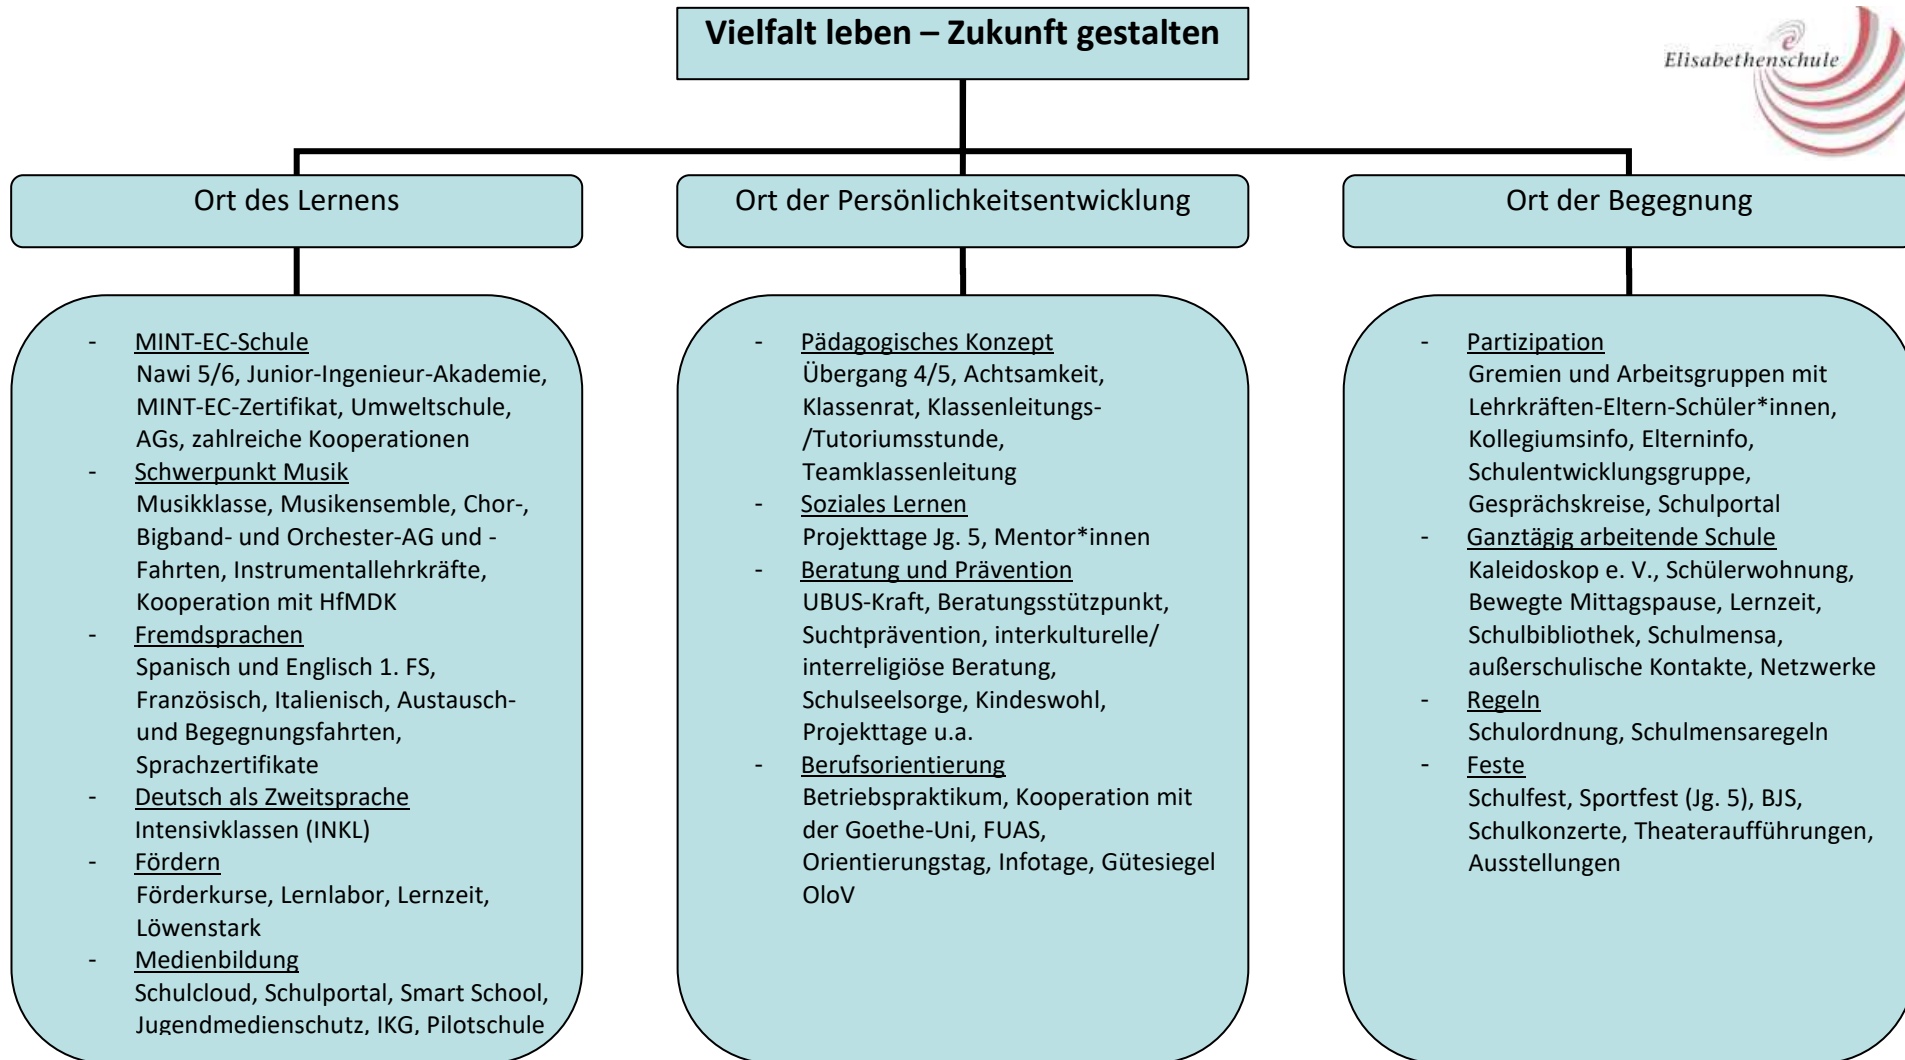 Vielfalt leben – Zukunft gestalten
e
Elisabethenschule
Ort des Lernens
- MINT-EC-Schule
Nawi 5/6, Junior-Ingenieur-Akademie,
MINT-EC-Zertifikat, Umweltschule,
AGs, zahlreiche Kooperationen
- Schwerpunkt Musik
Musikklasse, Musikensemble, Chor-,
Bigband- und Orchester-AG und -
Fahrten, Instrumentallehrkräfte,
Kooperation mit HfMDK
- Fremdsprachen
Spanisch und Englisch 1. FS,
Französisch, Italienisch, Austausch-
und Begegnungsfahrten,
Sprachzertifikate
- Deutsch als Zweitsprache
Intensivklassen (INKL)
- Fördern
Förderkurse, Lernlabor, Lernzeit,
Löwenstark
- Medienbildung
Schulcloud, Schulportal, Smart School,
Jugendmedienschutz, IKG, Pilotschule
Ort der Persönlichkeitsentwicklung
- Pädagogisches Konzept
Übergang 4/5, Achtsamkeit,
Klassenrat, Klassenleitungs-
/Tutoriumsstunde,
Teamklassenleitung
- Soziales Lernen
Projekttage Jg. 5, Mentor*innen
- Beratung und Prävention
UBUS-Kraft, Beratungsstützpunkt,
Suchtprävention, interkulturelle/
interreligiöse Beratung,
Schulseelsorge, Kindeswohl,
Projekttage u.a.
- Berufsorientierung
Betriebspraktikum, Kooperation mit
der Goethe-Uni, FUAS,
Orientierungstag, Infotage, Gütesiegel
OloV
Ort der Begegnung
- Partizipation
Gremien und Arbeitsgruppen mit
Lehrkräften-Eltern-Schüler*innen,
Kollegiumsinfo, Elterninfo,
Schulentwicklungsgruppe,
Gesprächskreise, Schulportal
- Ganztägig arbeitende Schule
Kaleidoskop e. V., Schülerwohnung,
Bewegte Mittagspause, Lernzeit,
Schulbibliothek, Schulmensa,
außerschulische Kontakte, Netzwerke
- Regeln
Schulordnung, Schulmensaregeln
- Feste
Schulfest, Sportfest (Jg. 5), BJS,
Schulkonzerte, Theateraufführungen,
Ausstellungen